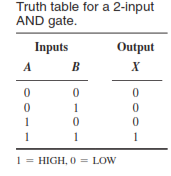 Truth table for a 2-input
AND gate.
Inputs Output
A B X
0 0 0
0 1 0
1 0 0
1 1 1
1 = HIGH, 0 = LOW